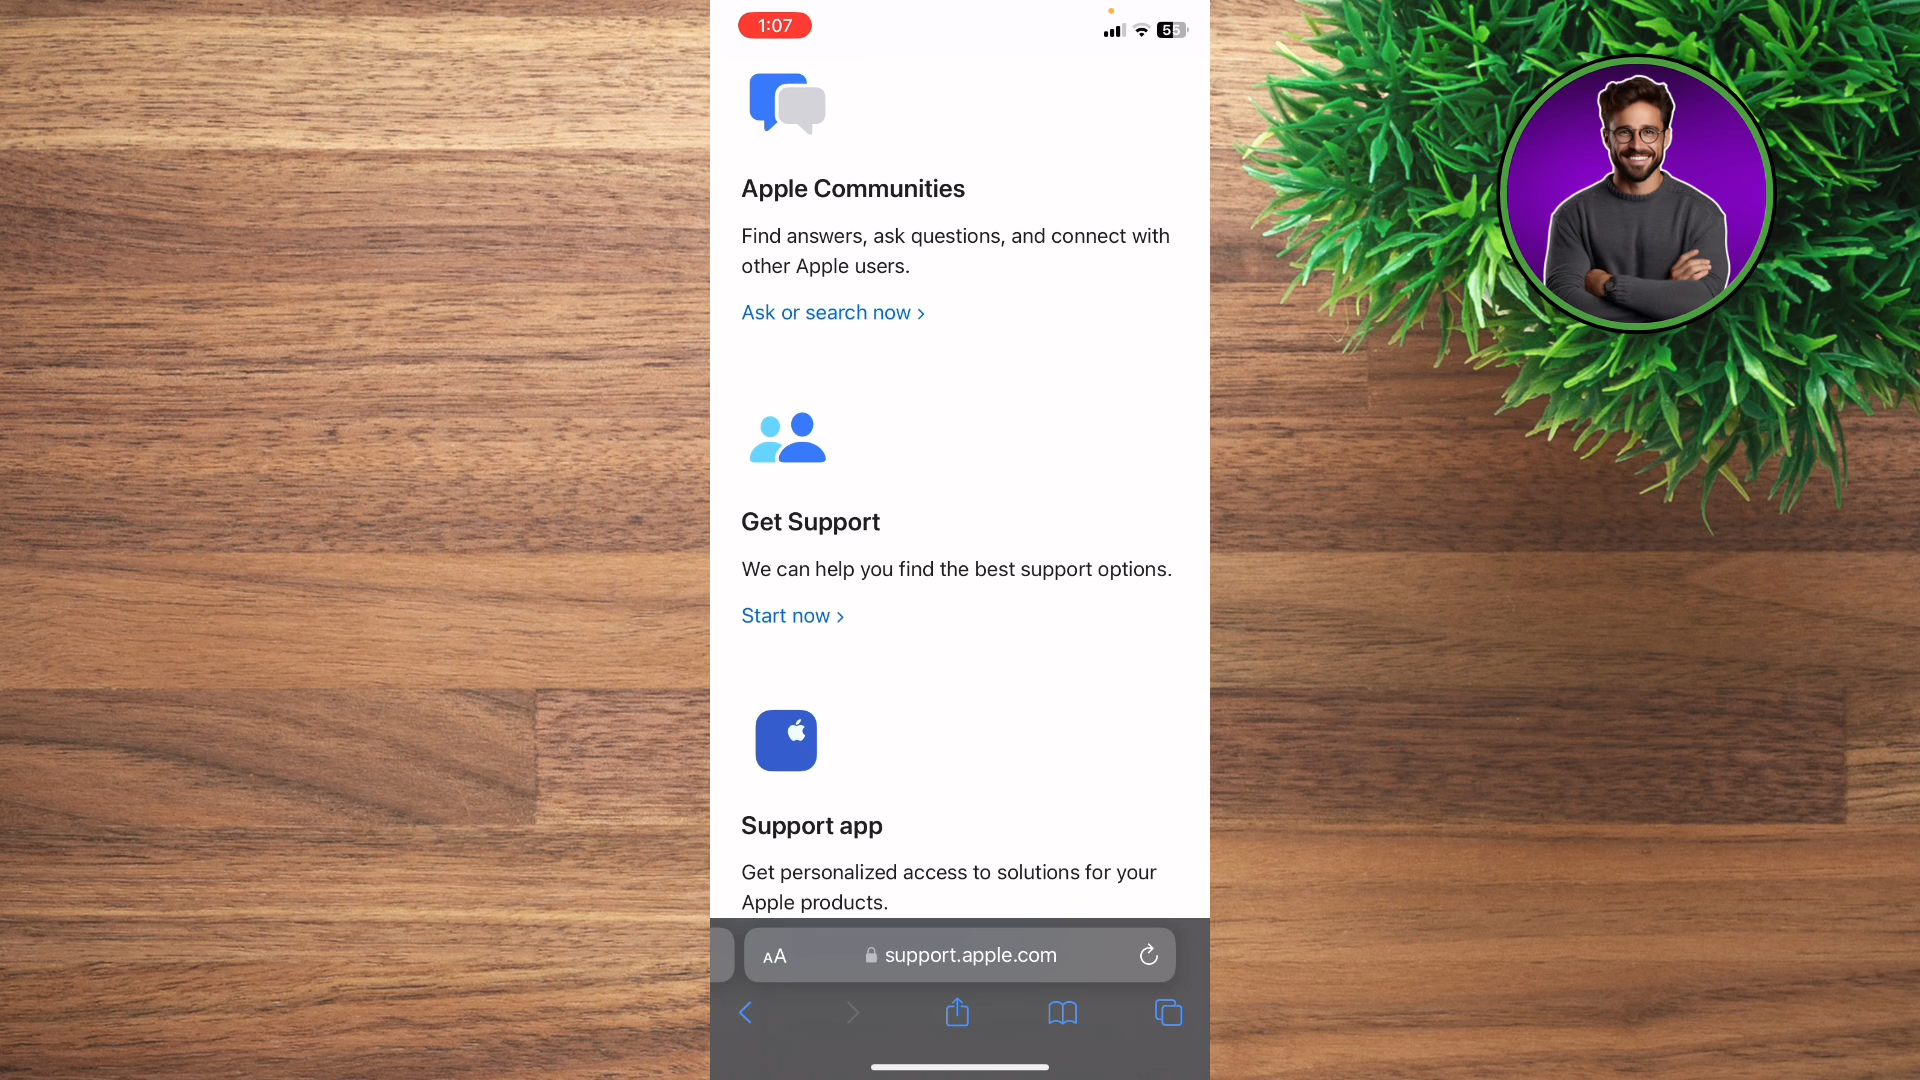 1:07
55
Apple Communities
Find answers, ask questions, and connect with
other Apple users.
Ask or search now >
Get Support
We can help you find the best support options.
Start now >
Support app
Get personalized access to solutions for your
Apple products.
AA support.apple.com